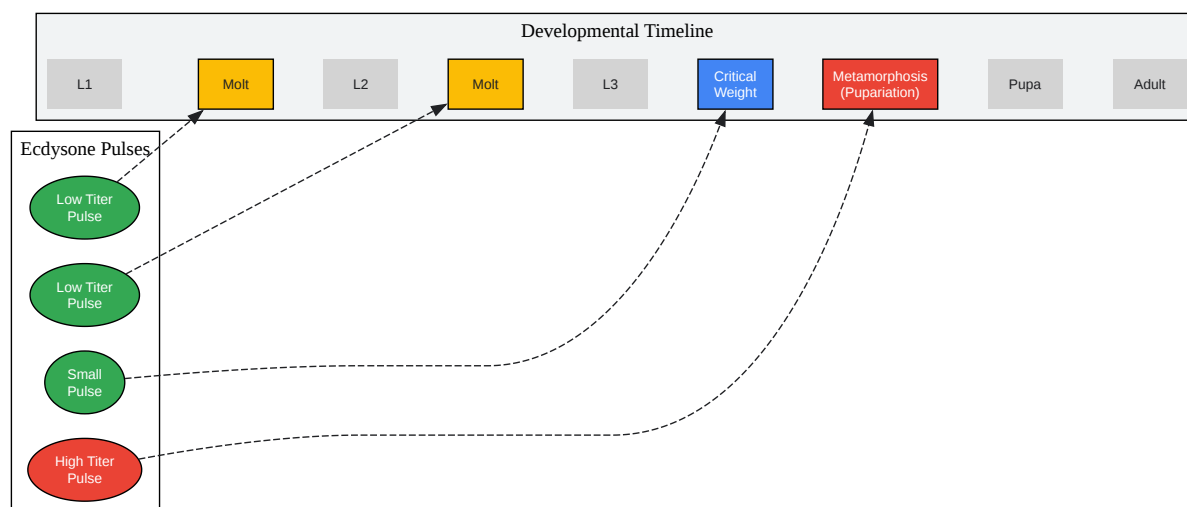 Developmental Timeline
L1
Molt
L2
Molt
L3
Critical
Weight
Metamorphosis
(Pupariation)
Pupa
Adult
Ecdysone Pulses
Low Titer
Pulse
Low Titer
Pulse
Small
Pulse
High Titer
Pulse